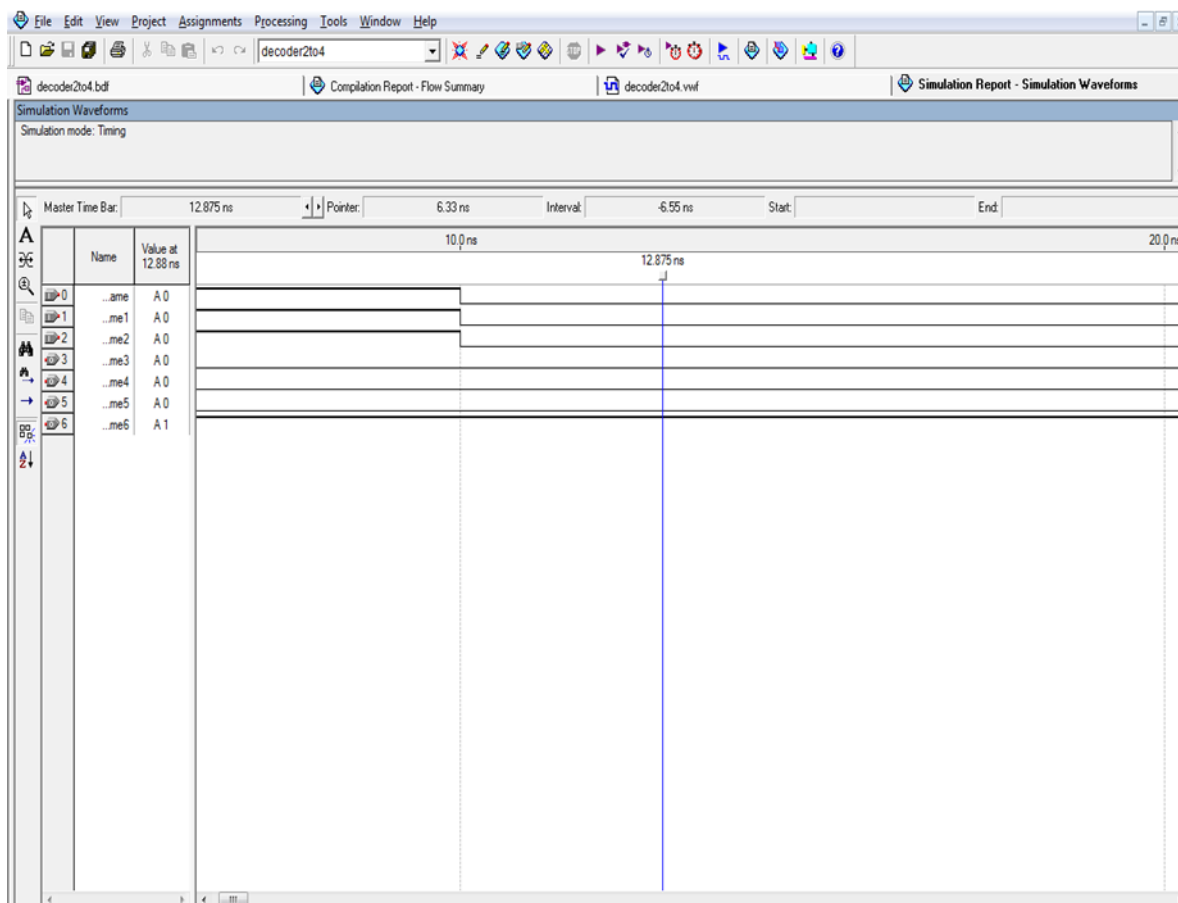 File Edit View Project Assignments Processing Tools Window Help
decoder2to4
decoder2to4.bdf Compilation Report - Flow Summary decoder2to4.vwf Simulation Report - Simulation Waveforms
Simulation Waveforms
Simulation mode: Timing
Master Time Bar: 12.875 ns Pointer: 6.33 ns Interval: -6.55 ns Start: End:
Name Value at
12.88 ns
10.0 ns 20.0 ns
12.875 ns
0 ...ame A 0
1 ...me1 A 0
2 ...me2 A 0
3 ...me3 A 0
4 ...me4 A 0
5 ...me5 A 0
6 ...me6 A 1